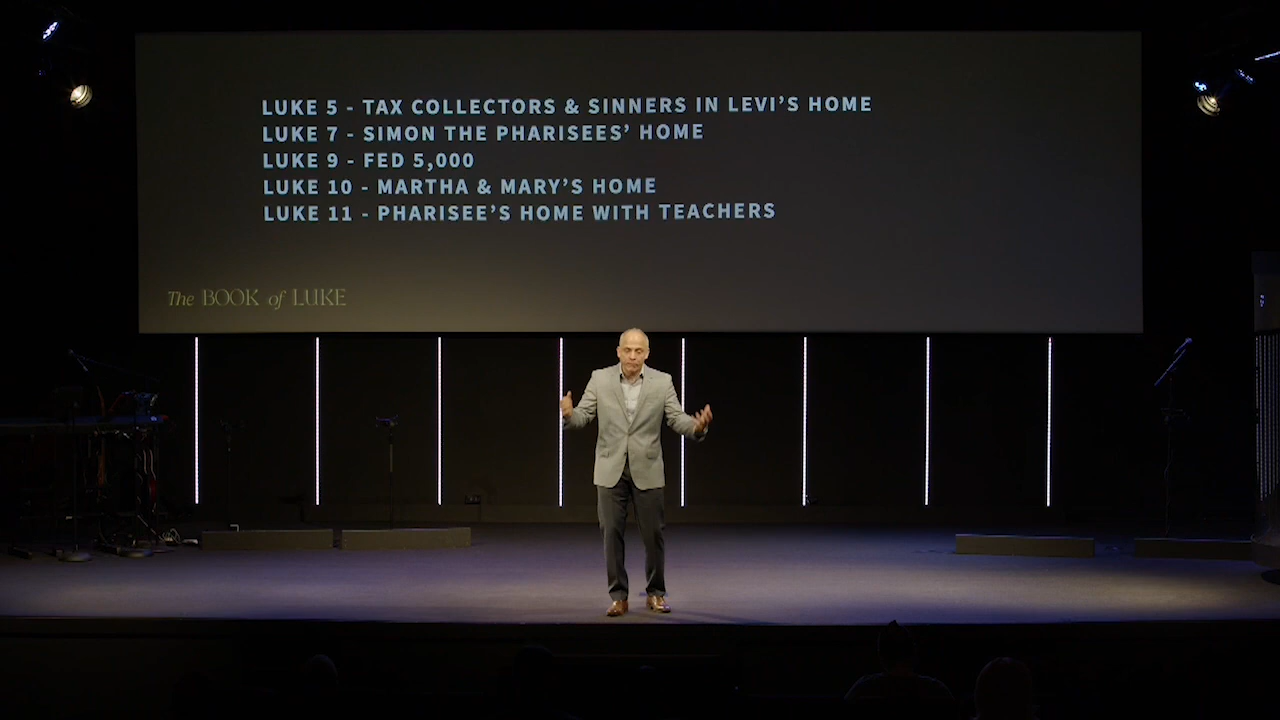 LUKE 5 - TAX COLLECTORS & SINNERS IN LEVI'S HOME
LUKE 7 - SIMON THE PHARISEES' HOME
LUKE 9 - FED 5,000
LUKE 10 - MARTHA & MARY'S HOME
LUKE 11 - PHARISEE'S HOME WITH TEACHERS
The BOOK of LUKE